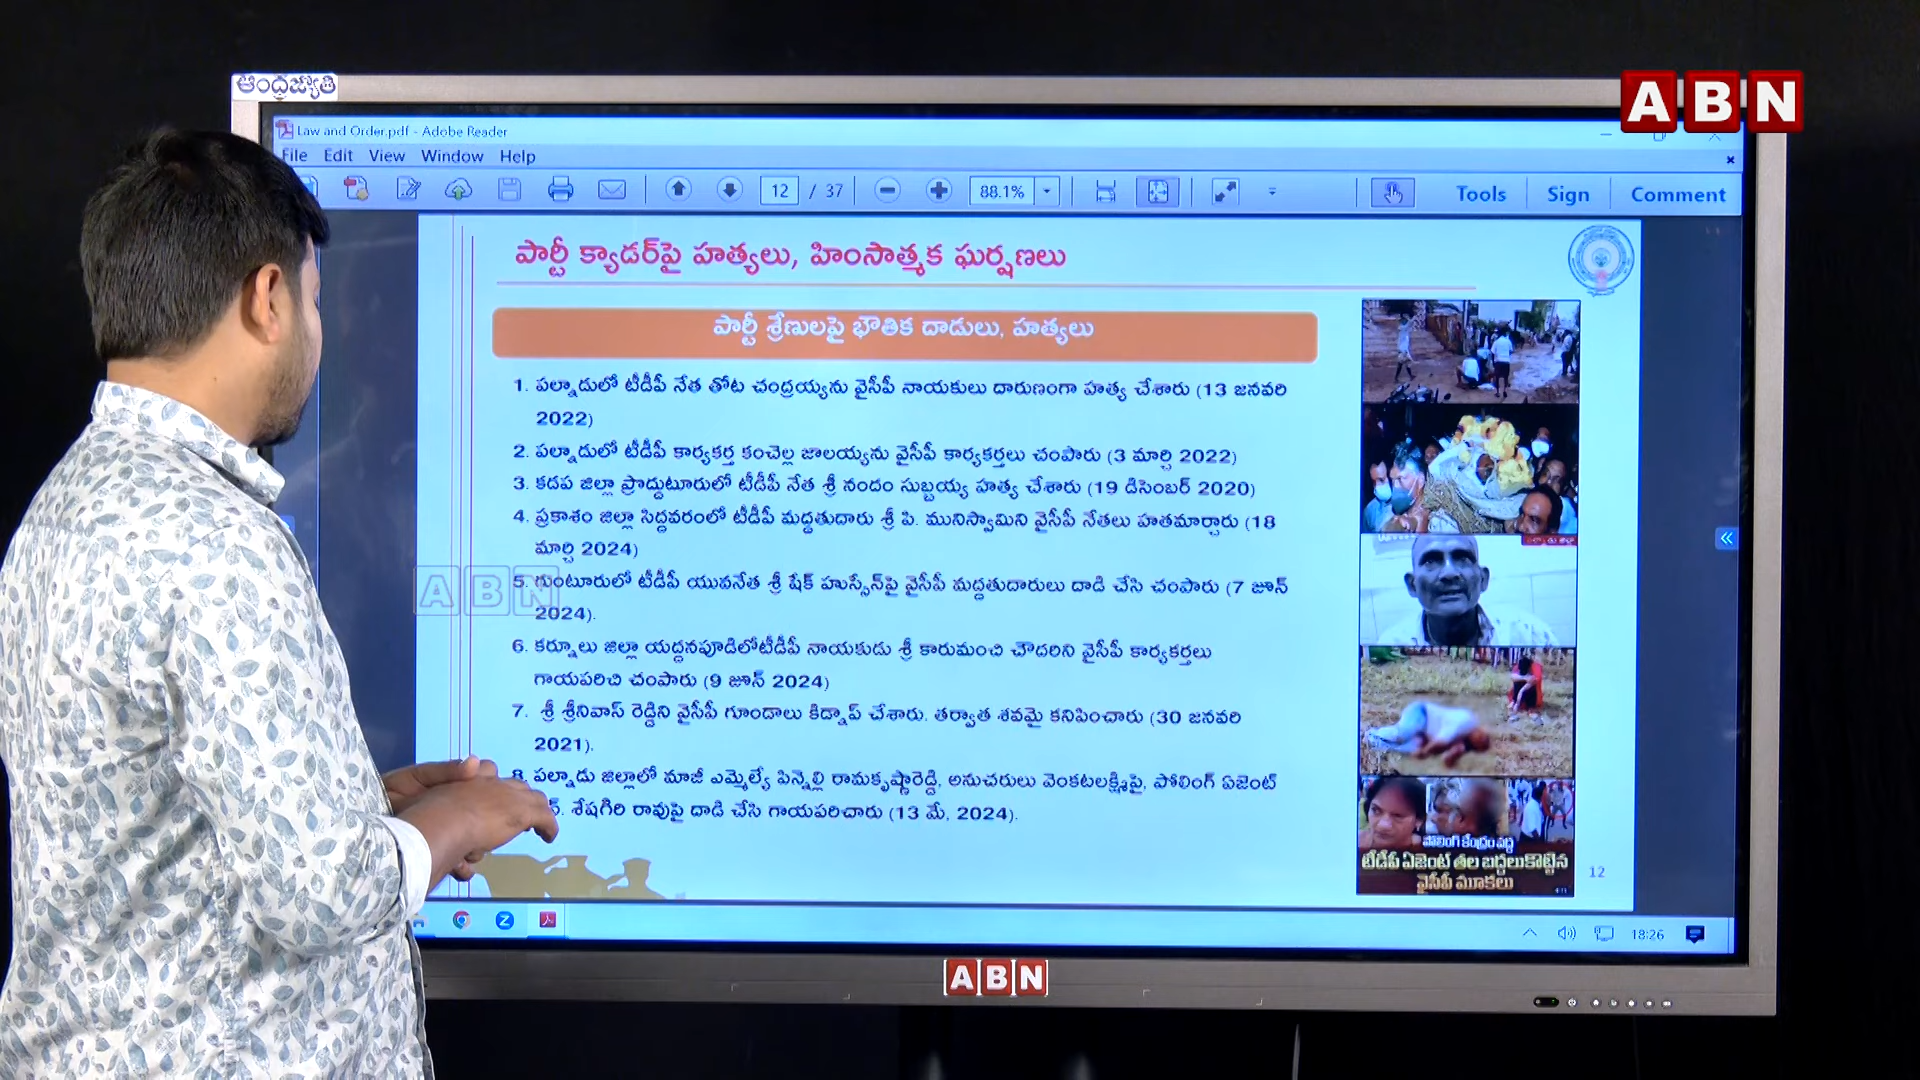 ఆంధ్రజ్యోతి
ABN
Law and Order.pdf - Adobe Reader
File Edit View Window Help
12 / 37 88.1% Tools Sign Comment
పార్టీ క్యాడర్‌పై హత్యలు, హింసాత్మక ఘర్షణలు
పార్టీ శ్రేణులపై భౌతిక దాడులు, హత్యలు
1. పల్నాడులో టీడీపీ నేత తోట చంద్రయ్యను వైసీపీ నాయకులు దారుణంగా హత్య చేశారు (13 జనవరి
2022)
2. పల్నాడులో టీడీపీ కార్యకర్త కంచెల్ల జాలయ్యను వైసీపీ కార్యకర్తలు చంపారు (3 మార్చి 2022)
3. కడప జిల్లా ప్రొద్దుటూరులో టీడీపీ నేత శ్రీ నందం సుబ్బయ్య హత్య చేశారు (19 డిసెంబర్ 2020)
4. ప్రకాశం జిల్లా సిద్దవరంలో టీడీపీ మద్దతుదారు శ్రీ పి. మునిస్వామిని వైసీపీ నేతలు హతమార్చారు (18
మార్చి 2024)
5. గుంటూరులో టీడీపీ యువనేత శ్రీ షేక్ హుస్సేన్‌పై వైసీపీ మద్దతుదారులు దాడి చేసి చంపారు (7 జూన్
2024).
ABN
6. కర్నూలు జిల్లా యద్దనపూడిలోటీడీపీ నాయకుడు శ్రీ కారుమంచి చౌదరిని వైసీపీ కార్యకర్తలు
గాయపరిచి చంపారు (9 జూన్ 2024)
7. శ్రీ శ్రీనివాస్ రెడ్డిని వైసీపీ గూండాలు కిడ్నాప్ చేశారు. తర్వాత శవమై కనిపించారు (30 జనవరి
2021).
8. పల్నాడు జిల్లాలో మాజీ ఎమ్మెల్యే పిన్నెల్లి రామకృష్ణారెడ్డి, అనుచరులు వెంకటలక్ష్మిపై, పోలింగ్ ఏజెంట్
శేషగిరి రావుపై దాడి చేసి గాయపరిచారు (13 మే, 2024).
పోలింగ్ కేంద్రం వద్ద
టీడీపీ ఏజెంట్ తల బద్దలుకొట్టిన
వైసీపీ మూకలు
12
18:26
ABN